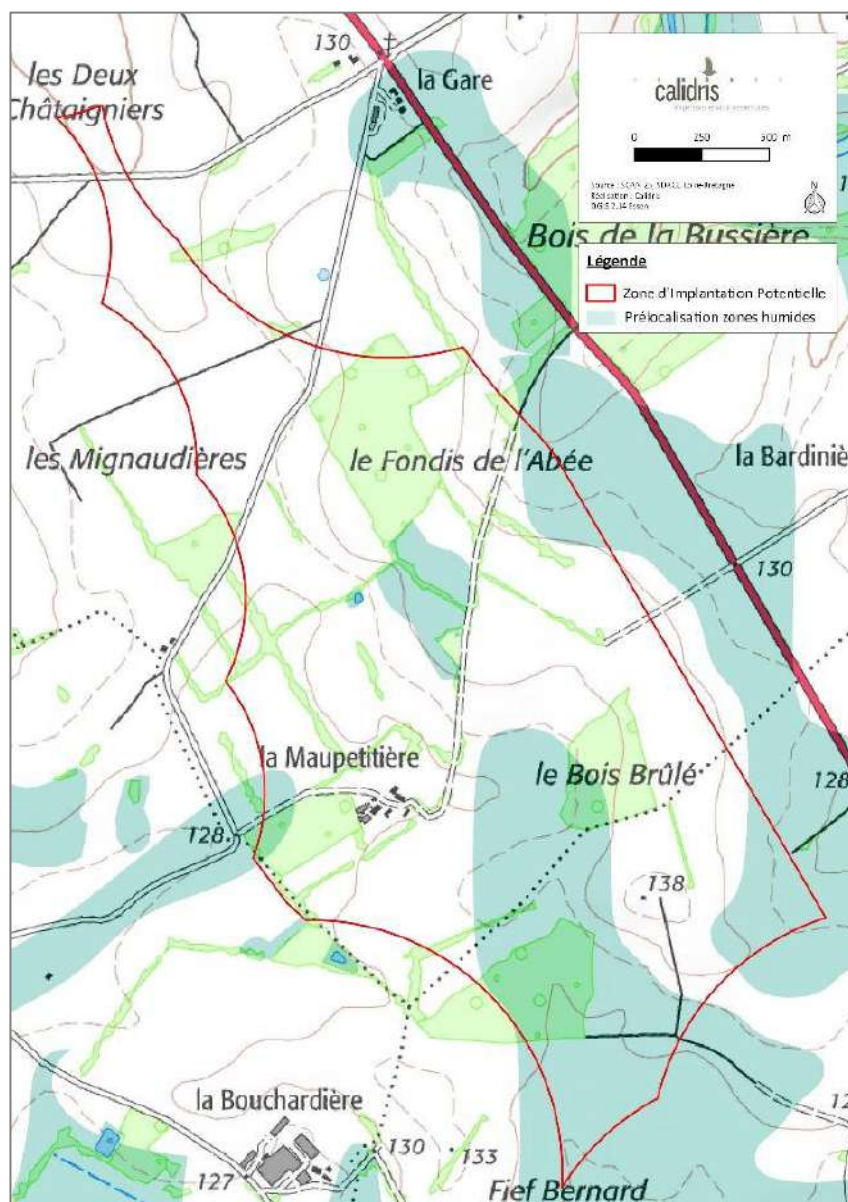 130
les Deux
Châtaigniers
la Gare
calidris
0 250 500 m
N
Bois de la Bussière
Légende
Zone d'Implantation Potentielle
Prélocalisation zones humides
les Mignaudières
le Fondis de l'Abée
la Bardiniè
130
la Maupetitière
le Bois Brûlé
128
128
138
la Bouchardière
130
133
127
Fief Bernard